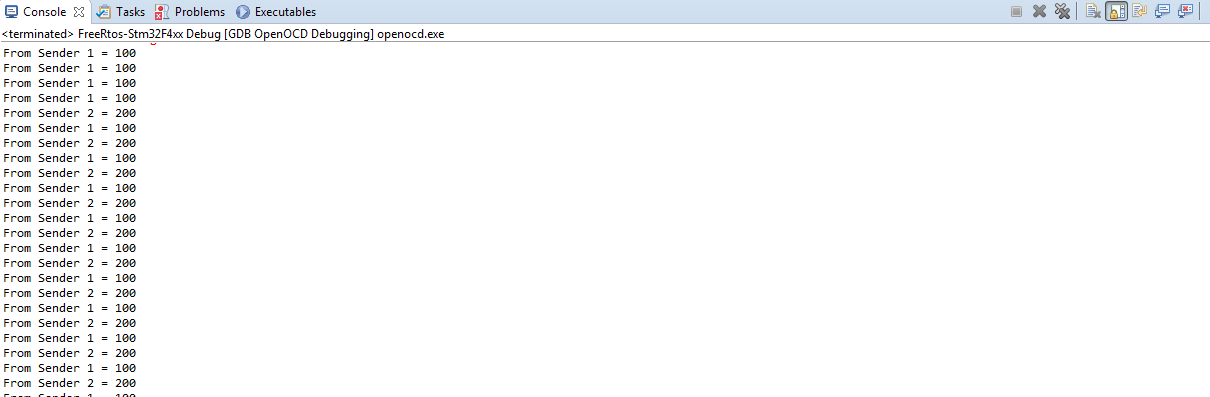 Console Tasks Problems Executables
<terminated> FreeRtos-Stm32F4xx Debug [GDB OpenOCD Debugging] openocd.exe
From Sender 1 = 100
From Sender 1 = 100
From Sender 1 = 100
From Sender 1 = 100
From Sender 2 = 200
From Sender 1 = 100
From Sender 2 = 200
From Sender 1 = 100
From Sender 2 = 200
From Sender 1 = 100
From Sender 2 = 200
From Sender 1 = 100
From Sender 2 = 200
From Sender 1 = 100
From Sender 2 = 200
From Sender 1 = 100
From Sender 2 = 200
From Sender 1 = 100
From Sender 2 = 200
From Sender 1 = 100
From Sender 2 = 200
From Sender 1 = 100
From Sender 2 = 200
From Sender 1 = 100